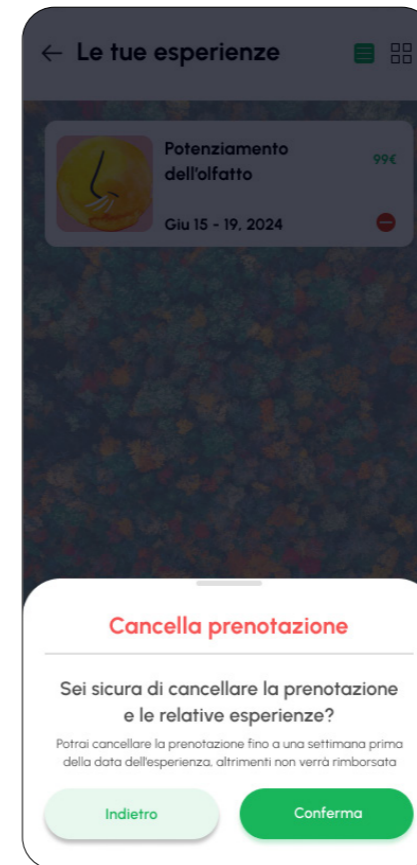 Le tue esperienze
Potenziamento
dell'olfatto
99€
Giu 15 - 19, 2024
Cancella prenotazione
Sei sicura di cancellare la prenotazione
e le relative esperienze?
Potrai cancellare la prenotazione fino a una settimana prima
della data dell'esperienza, altrimenti non verrà rimborsata
Indietro
Conferma